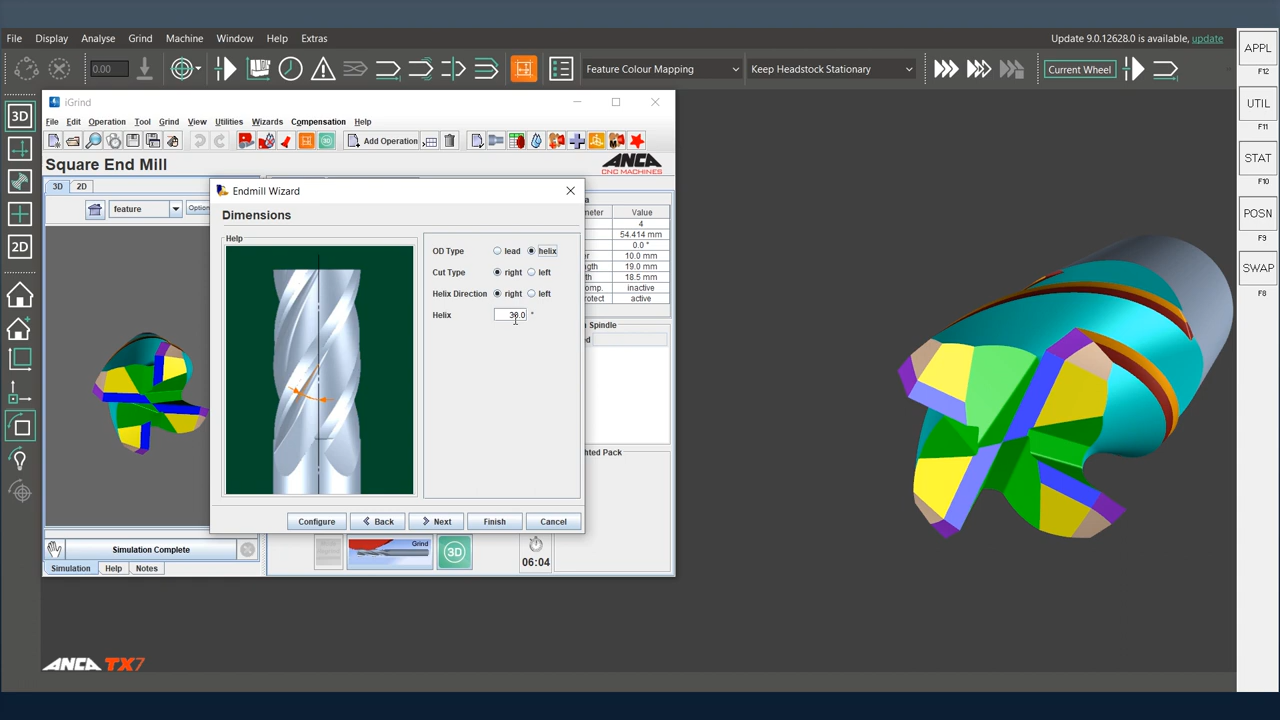 File Display Analyse Grind Machine Window Help Extras
Update 9.0.12628.0 is available, update
0.00
Feature Colour Mapping
Keep Headstock Stationary
Current Wheel
APPL
F12
UTIL
F11
STAT
F10
POSN
F9
SWAP
F8
3D
2D
iGrind
File Edit Operation Tool Grind View Utilities Wizards Compensation Help
Add Operation
Square End Mill
ANCA
CNC MACHINES
3D 2D
feature
Endmill Wizard
Dimensions
Help
OD Type lead helix
Cut Type right left
Helix Direction right left
Helix °
Configure Back Next Finish Cancel
Value
4
54.414 mm
0.0 °
10.0 mm
19.0 mm
18.5 mm
inactive
active
Spindle
Pack
Simulation Complete
Grind
3D
06:04
Simulation Help Notes
ANCA TX7